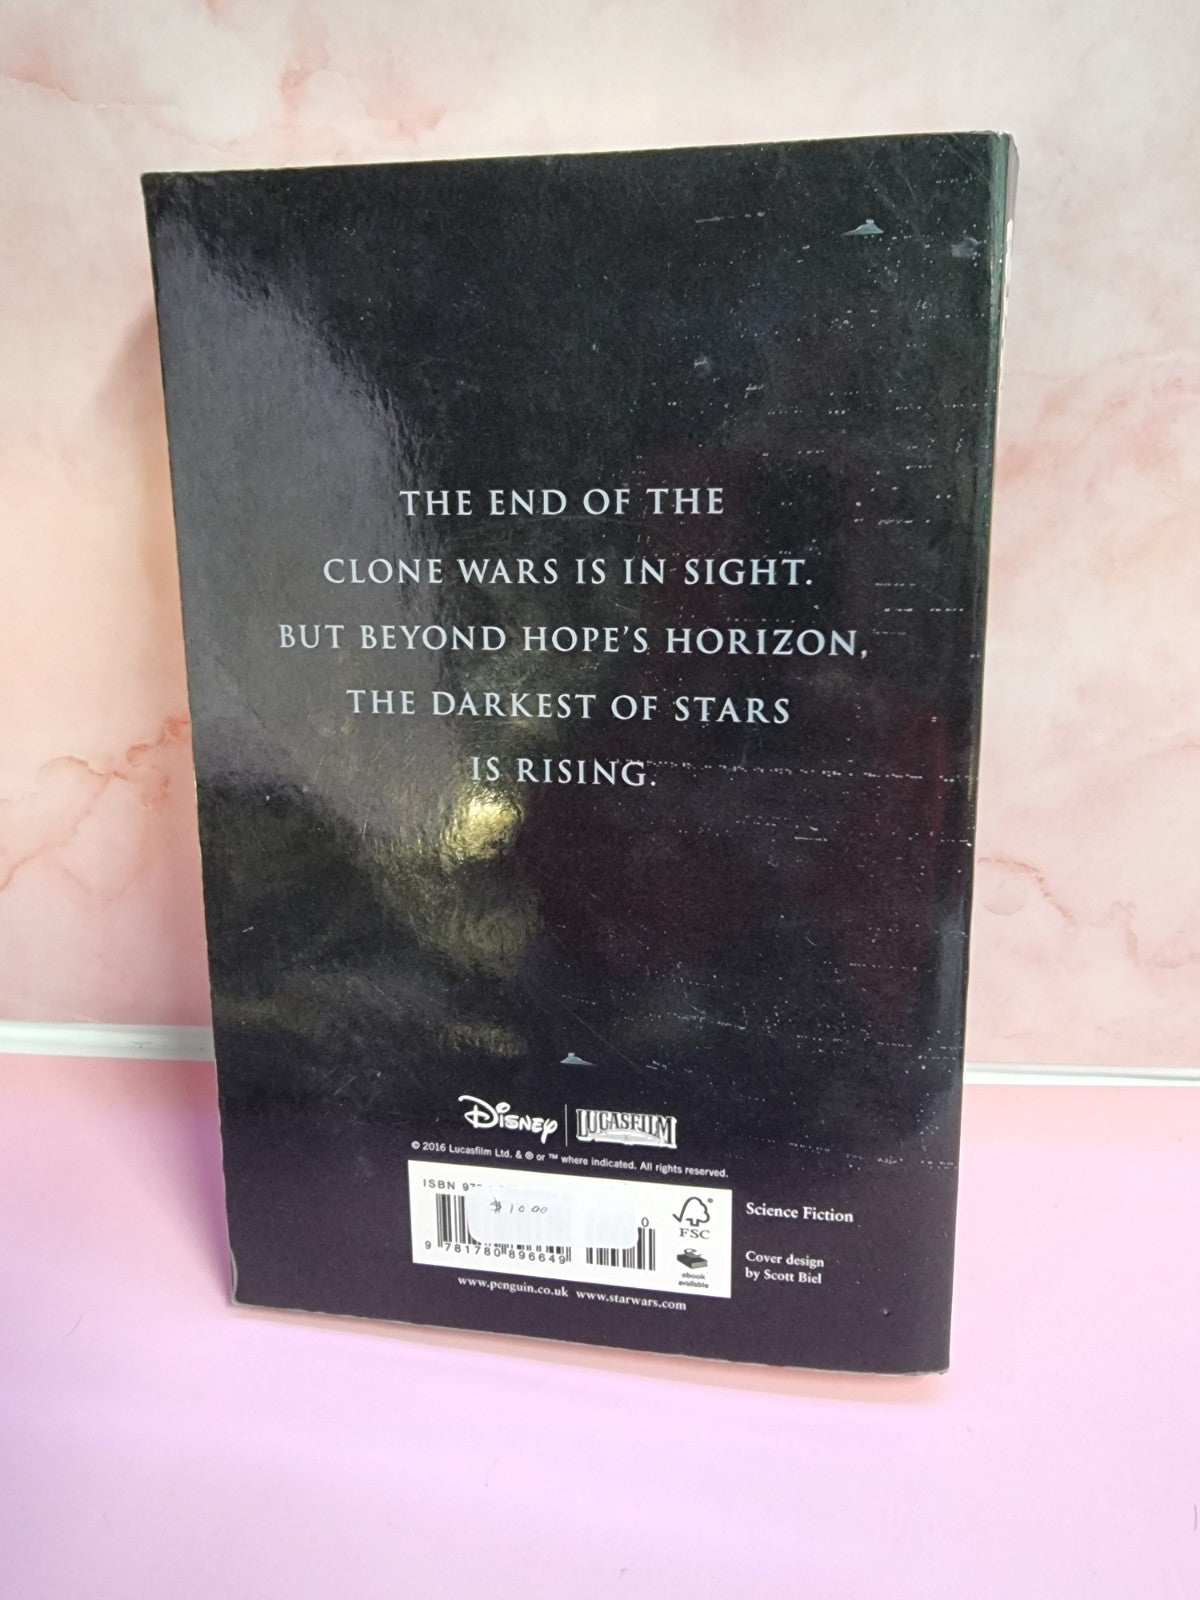 THE END OF THE
CLONE WARS IS IN SIGHT.
BUT BEYOND HOPE'S HORIZON,
THE DARKEST OF STARS
IS RISING.
Disney LUCASFILM
© 2016 Lucasfilm Ltd. & ® or ™ where indicated. All rights reserved.
ISBN
$10.00
0
9 781780 896649
FSC
ebook
available
Science Fiction
Cover design
by Scott Biel
www.penguin.co.uk www.starwars.com